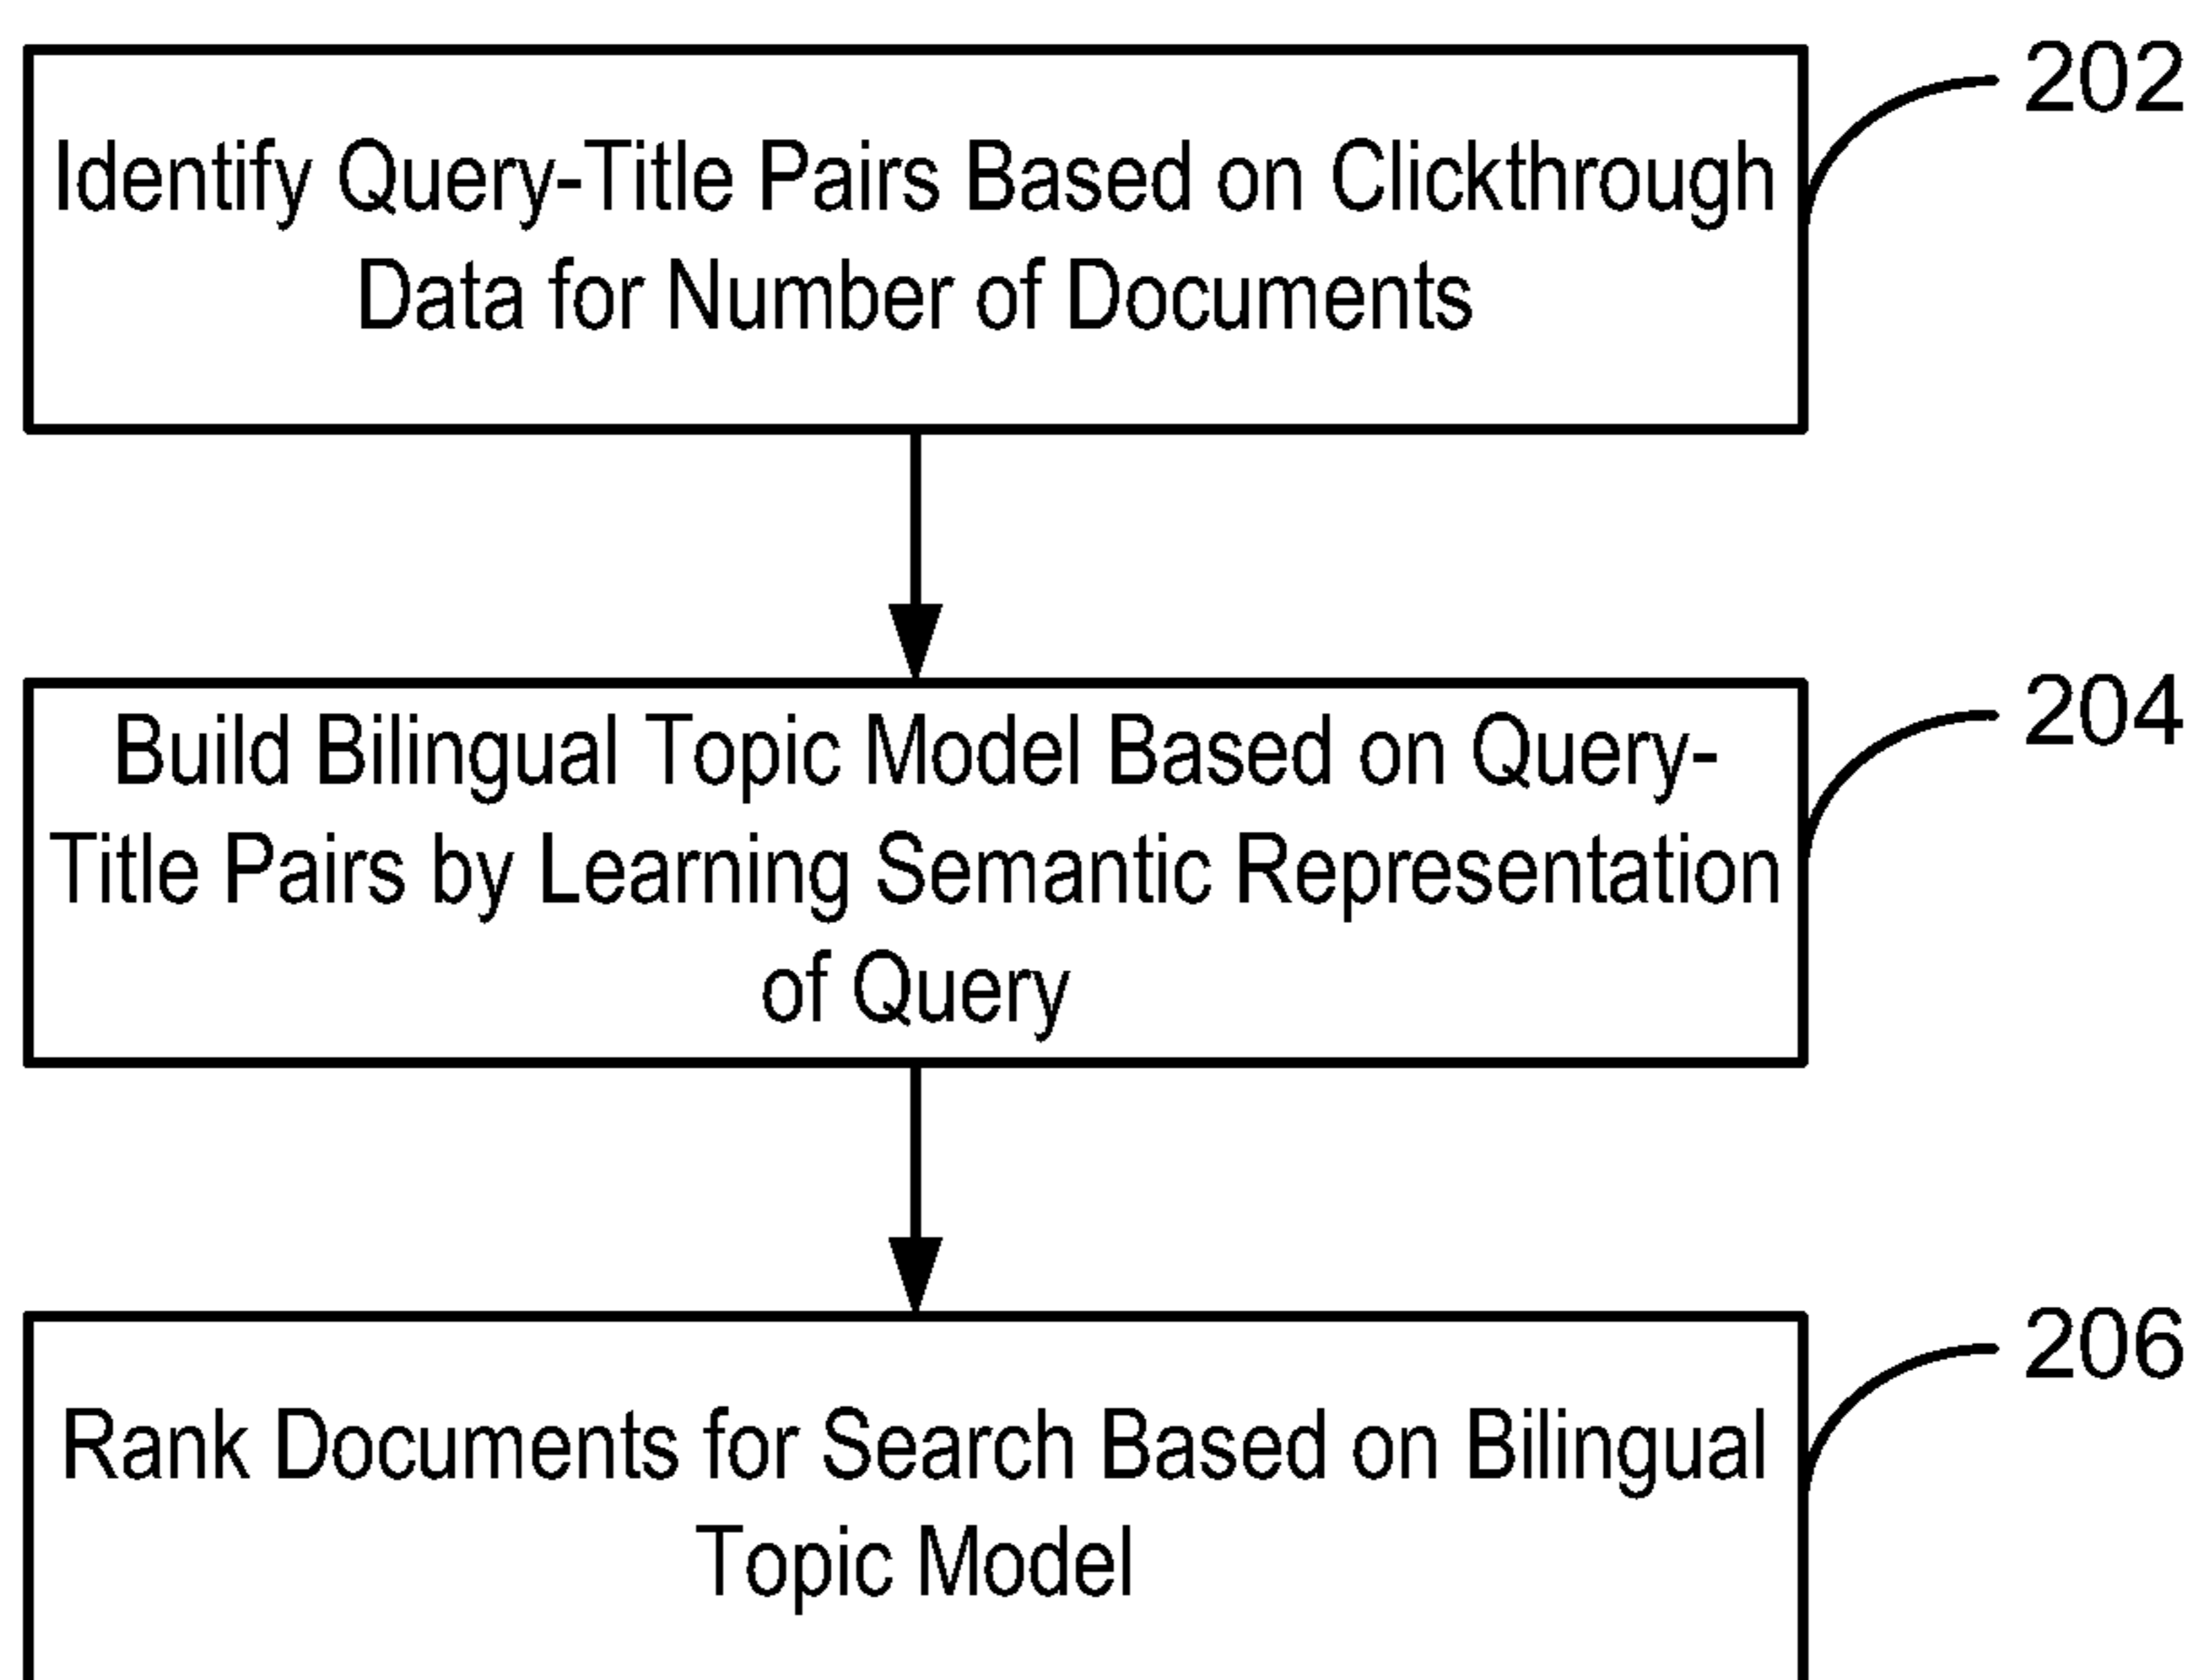 202
Identify Query-Title Pairs Based on Clickthrough
Data for Number of Documents
204
Build Bilingual Topic Model Based on Query-
Title Pairs by Learning Semantic Representation
of Query
206
Rank Documents for Search Based on Bilingual
Topic Model